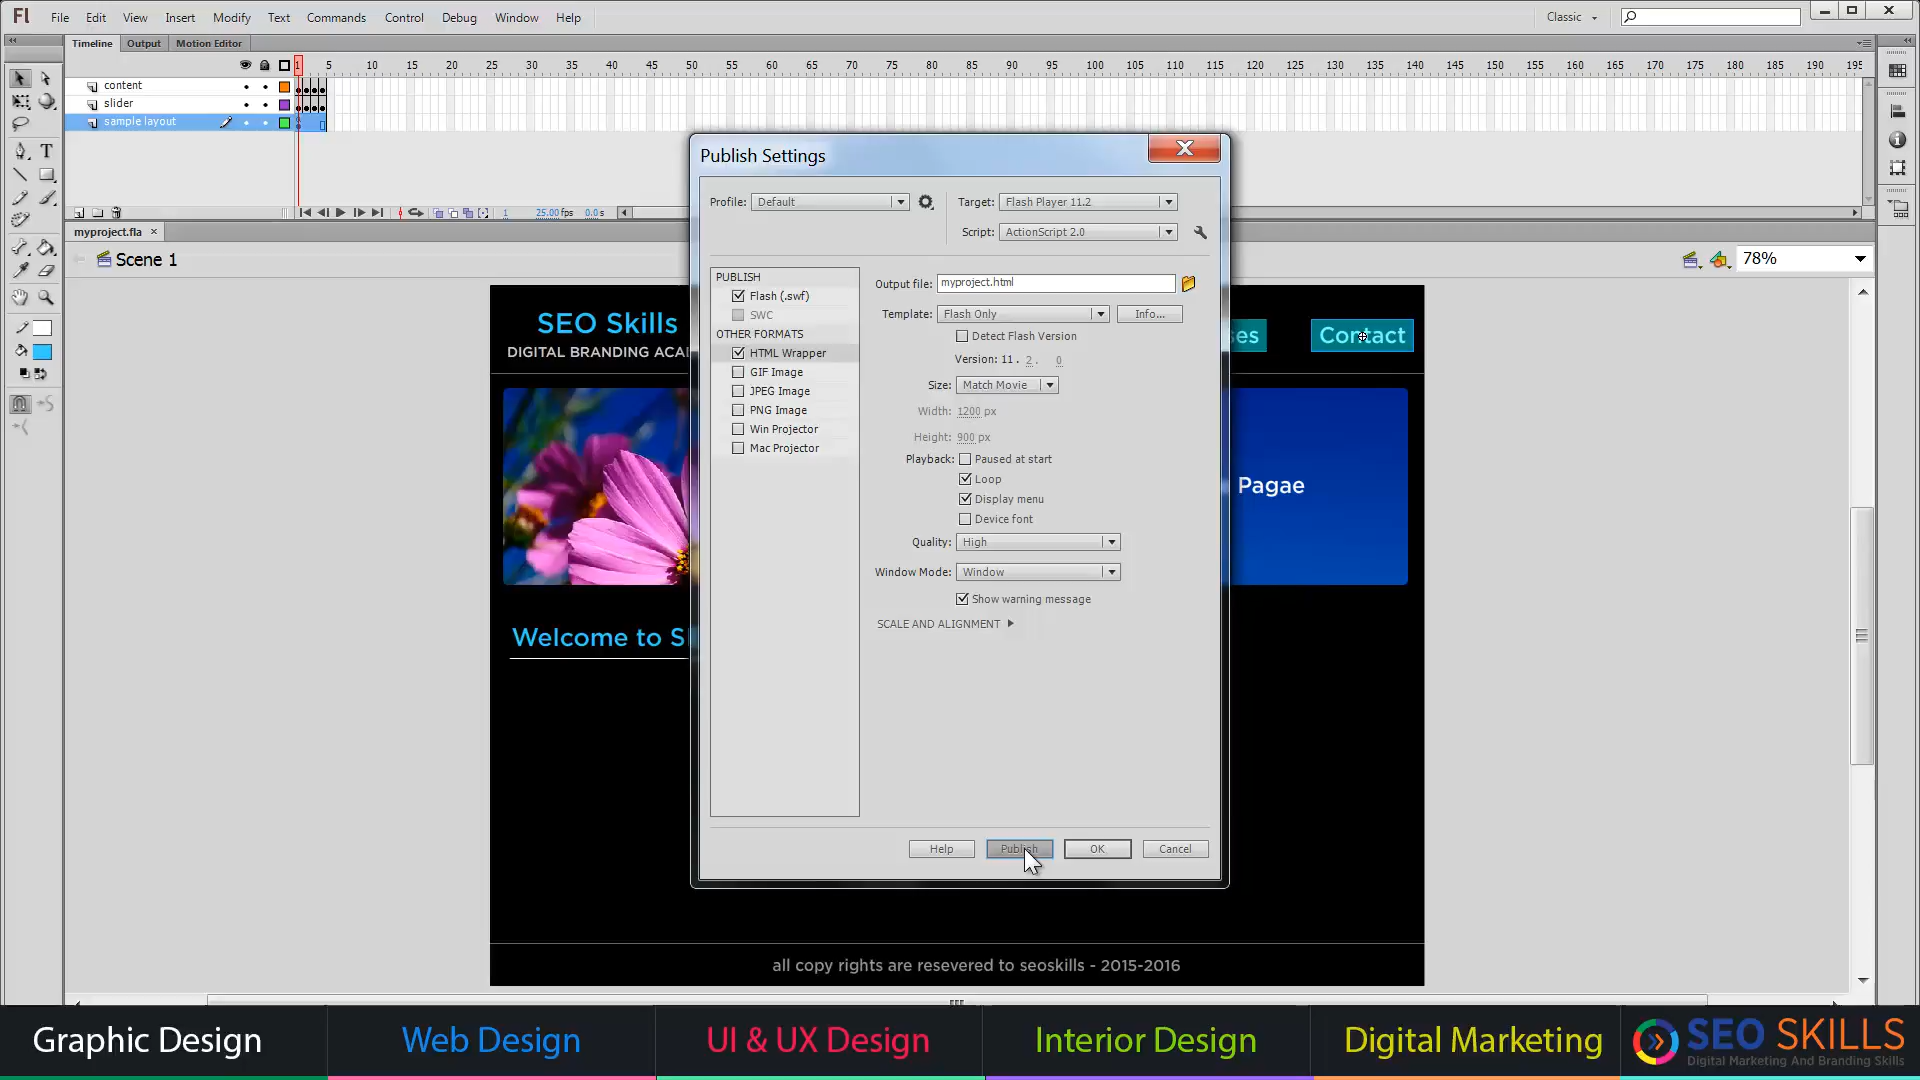 Fl File Edit View Insert Modify Text Commands Control Debug Window Help Classic
Timeline Output Motion Editor
1 5 10 15 20 25 30 35 40 45 50 55 60 65 70 75 80 85 90 95 100 105 110 115 120 125 130 135 140 145 150 155 160 165 170 175 180 185 190 195
content
slider
sample layout
1 25.00 fps 0.0 s
myproject.fla
Scene 1
78%
Publish Settings
Profile: Default
Target: Flash Player 11.2
Script: ActionScript 2.0
PUBLISH
Flash (.swf)
SWC
OTHER FORMATS
HTML Wrapper
GIF Image
JPEG Image
PNG Image
Win Projector
Mac Projector
Output file: myproject.html
Template: Flash Only Info...
Detect Flash Version
Version: 11 . 2 . 0
Size: Match Movie
Width: 1200 px
Height: 900 px
Playback: Paused at start
Loop
Display menu
Device font
Quality: High
Window Mode: Window
Show warning message
SCALE AND ALIGNMENT
Help Publish OK Cancel
SEO Skills
DIGITAL BRANDING ACA
es Contact
Pagae
Welcome to S
all copy rights are resevered to seoskills - 2015-2016
Graphic Design Web Design UI & UX Design Interior Design Digital Marketing SEO SKILLS
Digital Marketing And Branding Skills